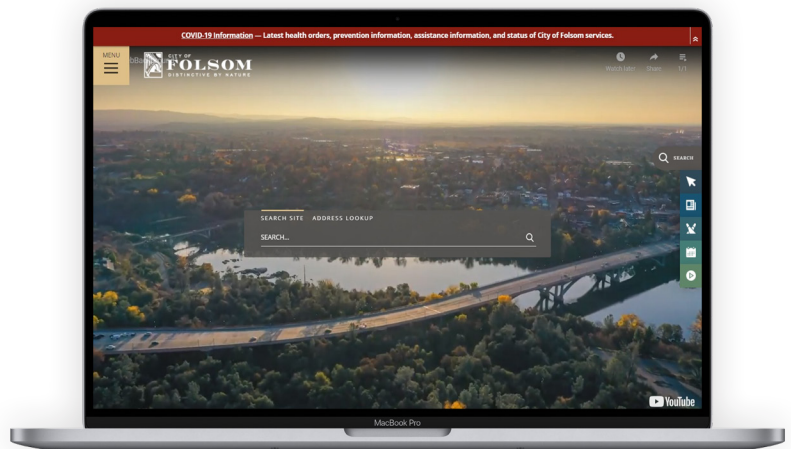 COVID-19 Information — Latest health orders, prevention information, assistance information, and status of City of Folsom services.
MENU
CITY OF
FOLSOM
DISTINCTIVE BY NATURE
Watch later
Share
1/1
SEARCH
SEARCH SITE ADDRESS LOOKUP
SEARCH...
YouTube
MacBook Pro